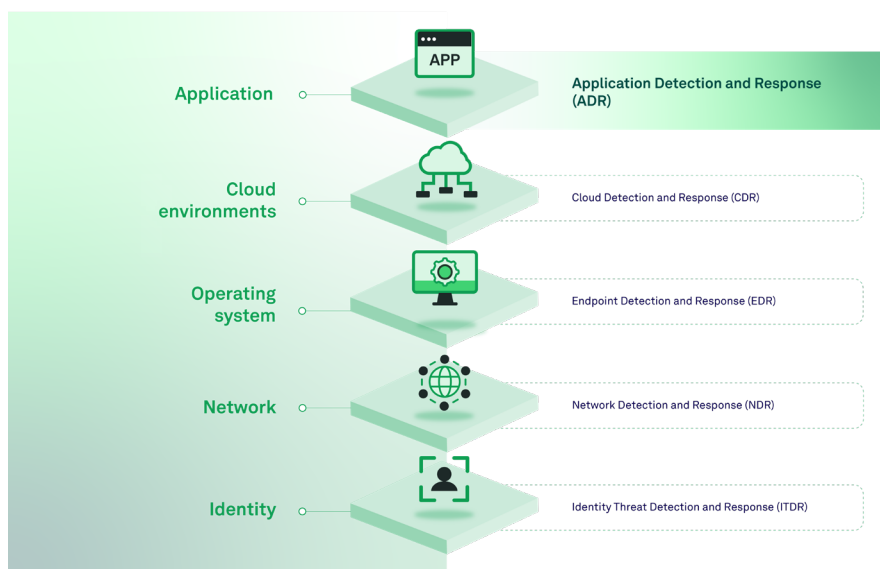 APP
Application
Application Detection and Response
(ADR)
Cloud
environments
Cloud Detection and Response (CDR)
Operating
system
Endpoint Detection and Response (EDR)
Network
Network Detection and Response (NDR)
Identity
Identity Threat Detection and Response (ITDR)